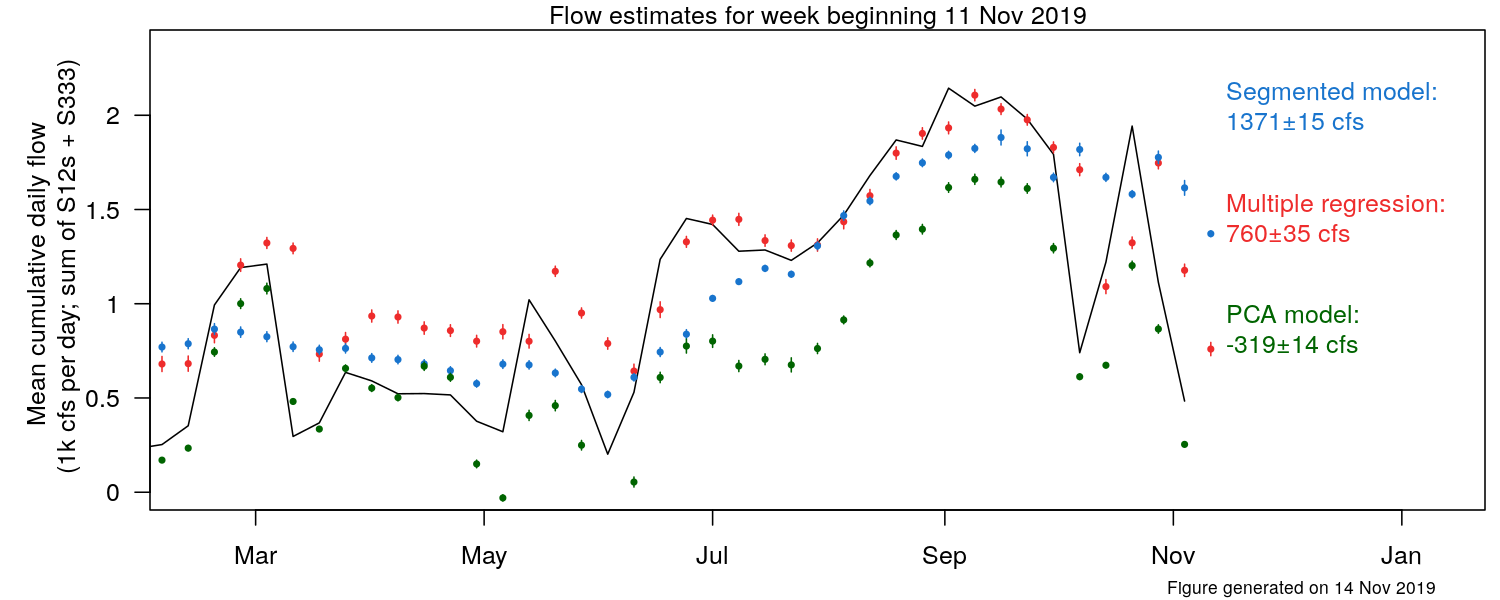 Flow estimates for week beginning 11 Nov 2019
Mean cumulative daily flow
(1k cfs per day; sum of S12s + S333)
2
1.5
1
0.5
0
Segmented model:
1371±15 cfs
Multiple regression:
760±35 cfs
PCA model:
-319±14 cfs
Mar May Jul Sep Nov Jan
Figure generated on 14 Nov 2019